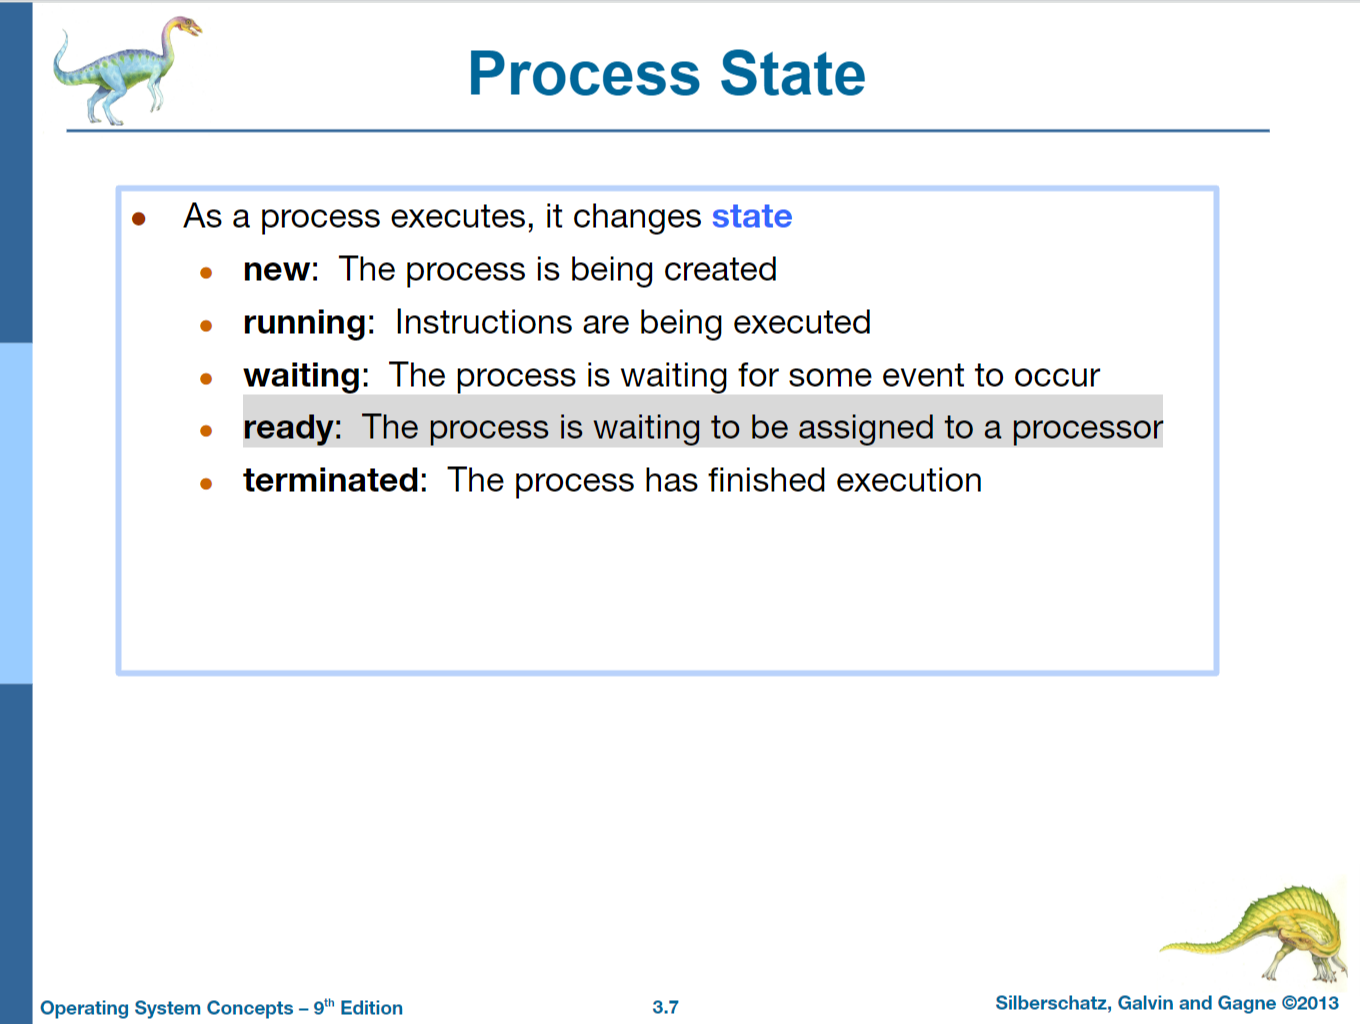 Process State
As a process executes, it changes state
new: The process is being created
running: Instructions are being executed
waiting: The process is waiting for some event to occur
ready: The process is waiting to be assigned to a processor
terminated: The process has finished execution
Operating System Concepts – 9th Edition
3.7
Silberschatz, Galvin and Gagne ©2013